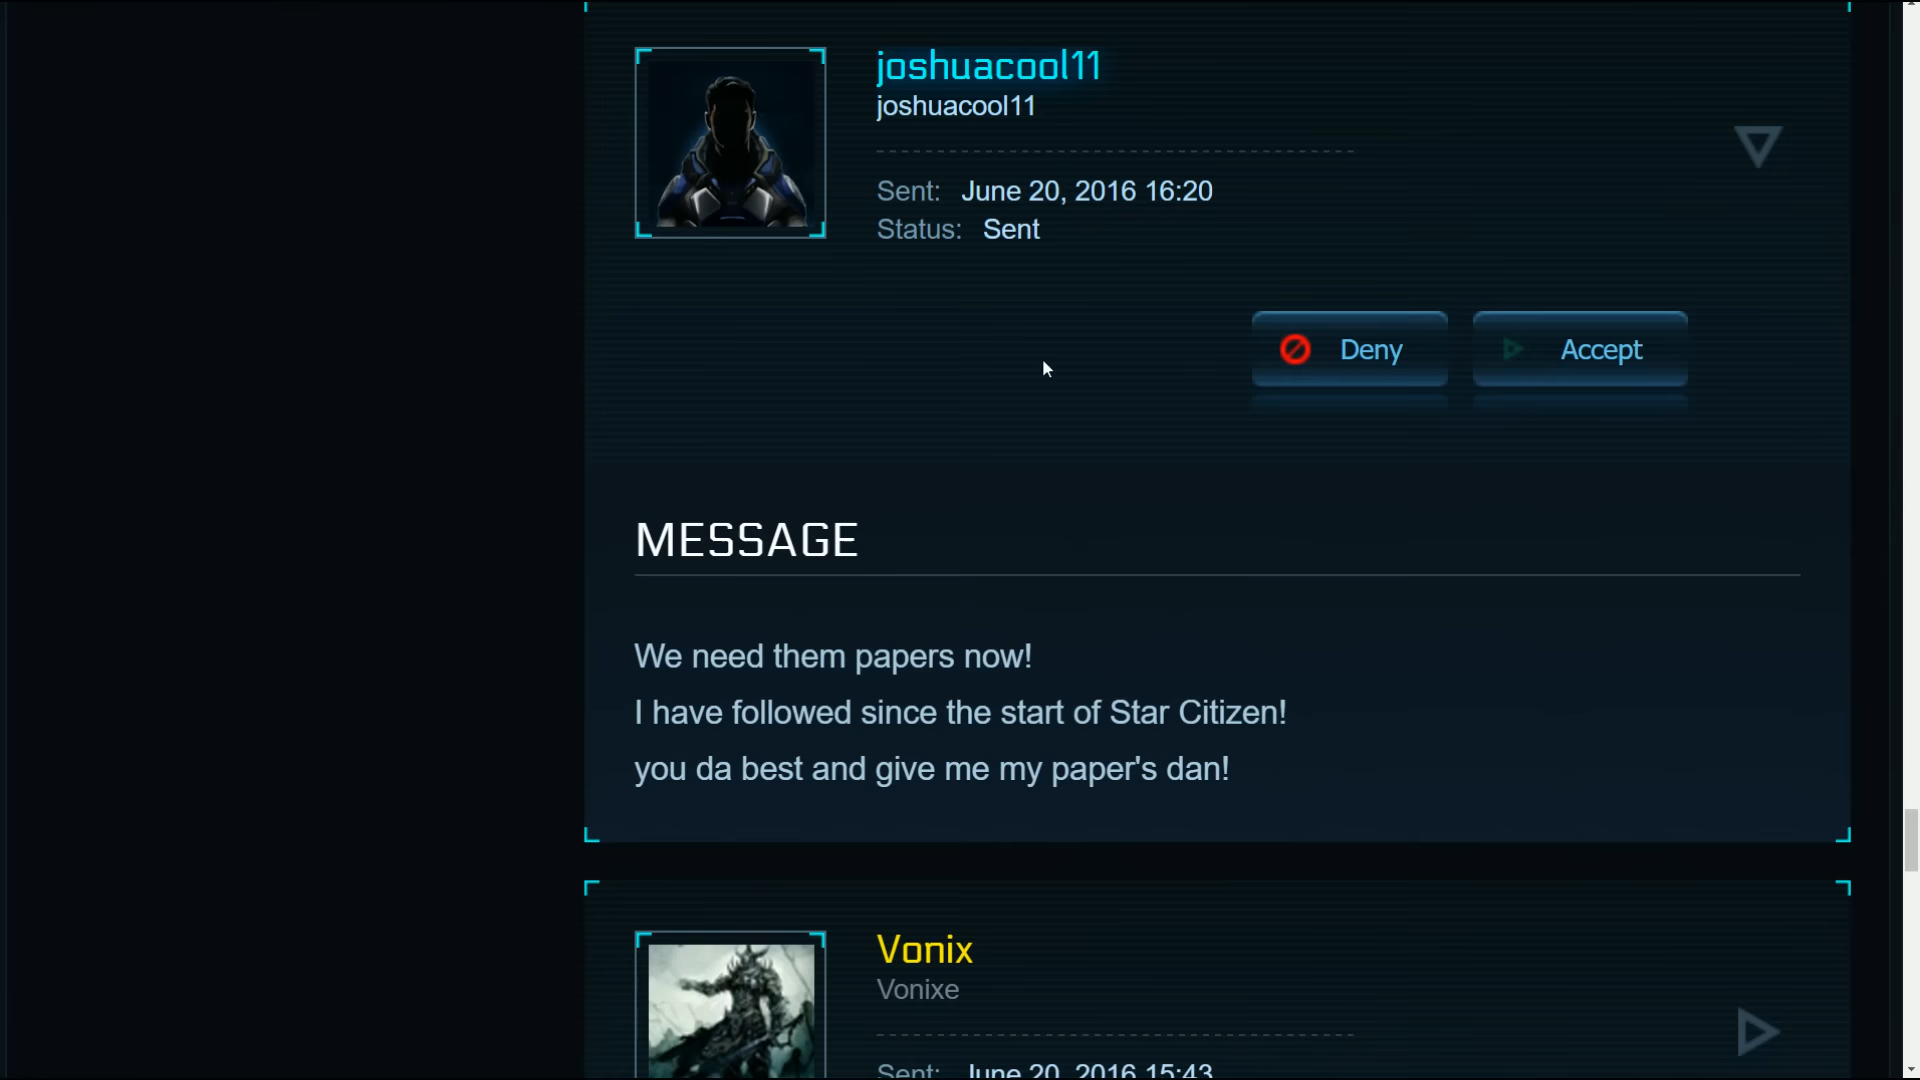 joshuacool11
joshuacool11
Sent: June 20, 2016 16:20
Status: Sent
Deny
Accept
MESSAGE
We need them papers now!
I have followed since the start of Star Citizen!
you da best and give me my paper's dan!
Vonix
Vonixe
Sent: June 20, 2016 15:43